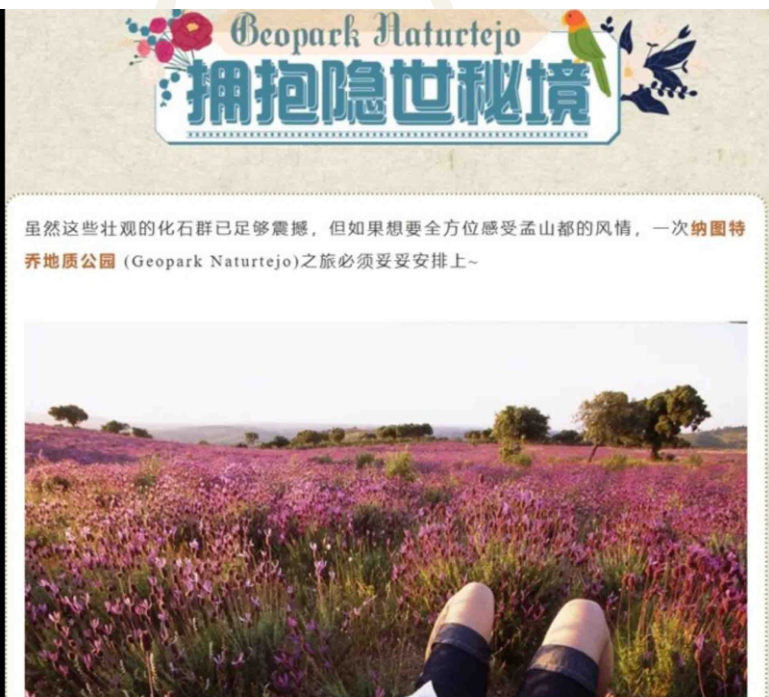 Geopark Naturtejo
拥抱隐世秘境
虽然这些壮观的化石群已足够震撼，但如果想要全方位感受孟山都的风情，一次纳图特
乔地质公园 (Geopark Naturtejo)之旅必须妥妥安排上~